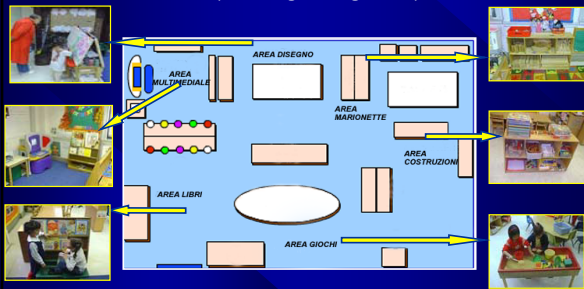 AREA DISEGNO
AREA
MULTIMEDIALE
AREA
MARIONETTE
AREA
COSTRUZIONI
AREA LIBRI
AREA GIOCHI